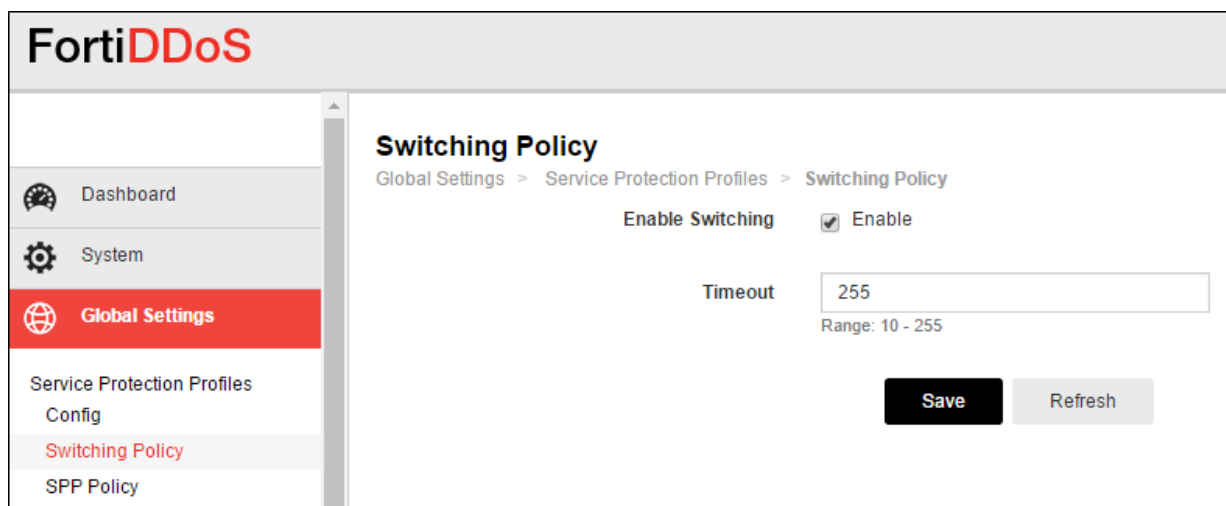 FortiDDoS
Dashboard
System
Global Settings
Service Protection Profiles
Config
Switching Policy
SPP Policy
Switching Policy
Global Settings > Service Protection Profiles > Switching Policy
Enable Switching Enable
Timeout 255
Range: 10 - 255
Save Refresh